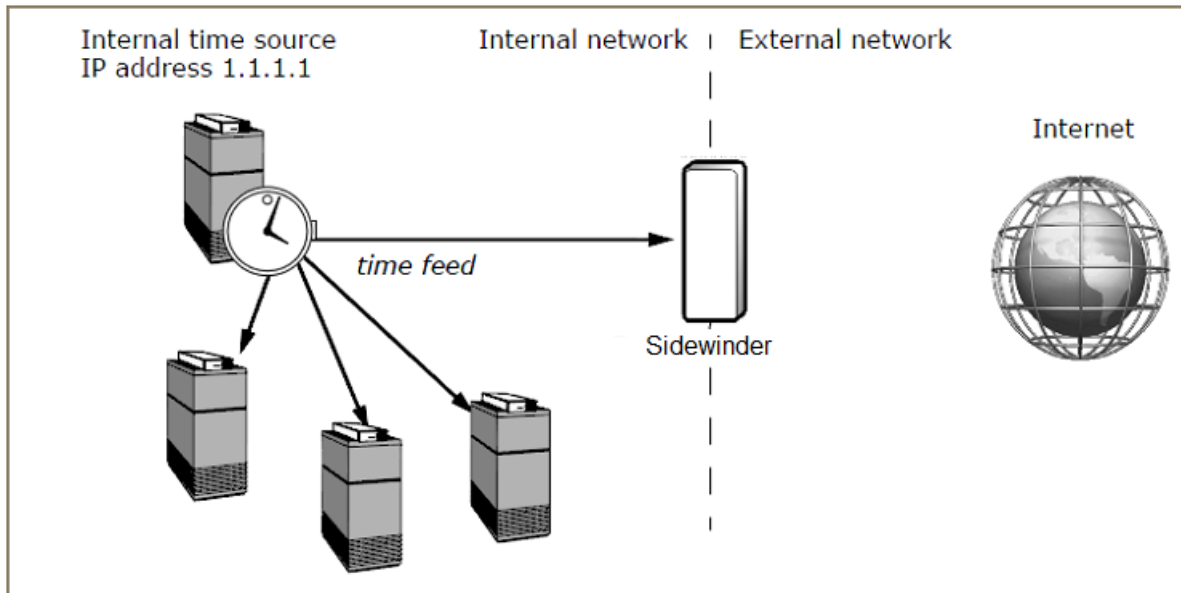 Internal time source
IP address 1.1.1.1
Internal network
External network
Internet
time feed
Sidewinder